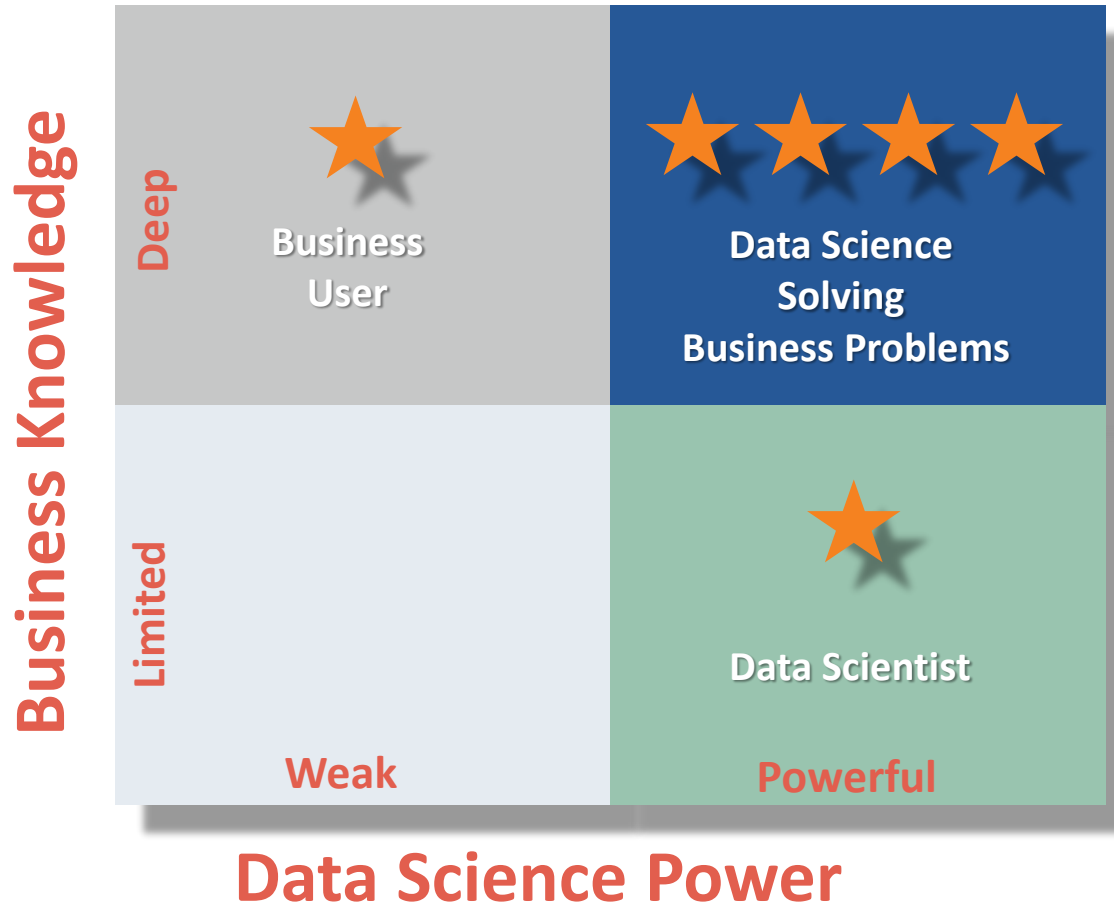 Business Knowledge
Deep
Business
User
Data Science
Solving
Business Problems
Limited
Data Scientist
Weak
Powerful
Data Science Power